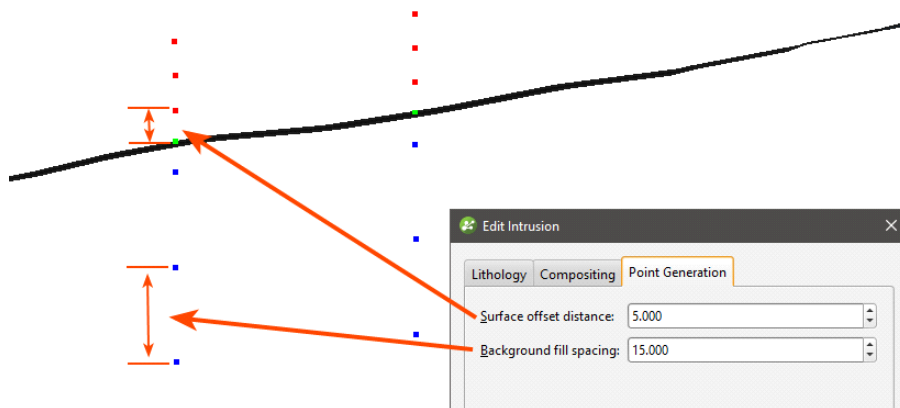 Edit Intrusion
Lithology Compositing Point Generation
Surface offset distance: 5.000
Background fill spacing: 15.000